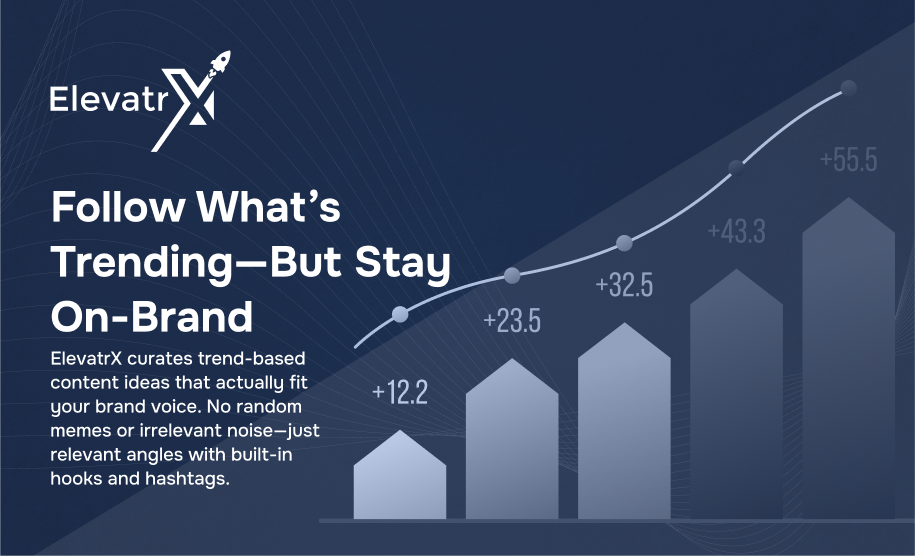 ElevatrX
Follow What’s
Trending—But Stay
On-Brand
ElevatrX curates trend-based
content ideas that actually fit
your brand voice. No random
memes or irrelevant noise—just
relevant angles with built-in
hooks and hashtags.
+12.2
+23.5
+32.5
+43.3
+55.5